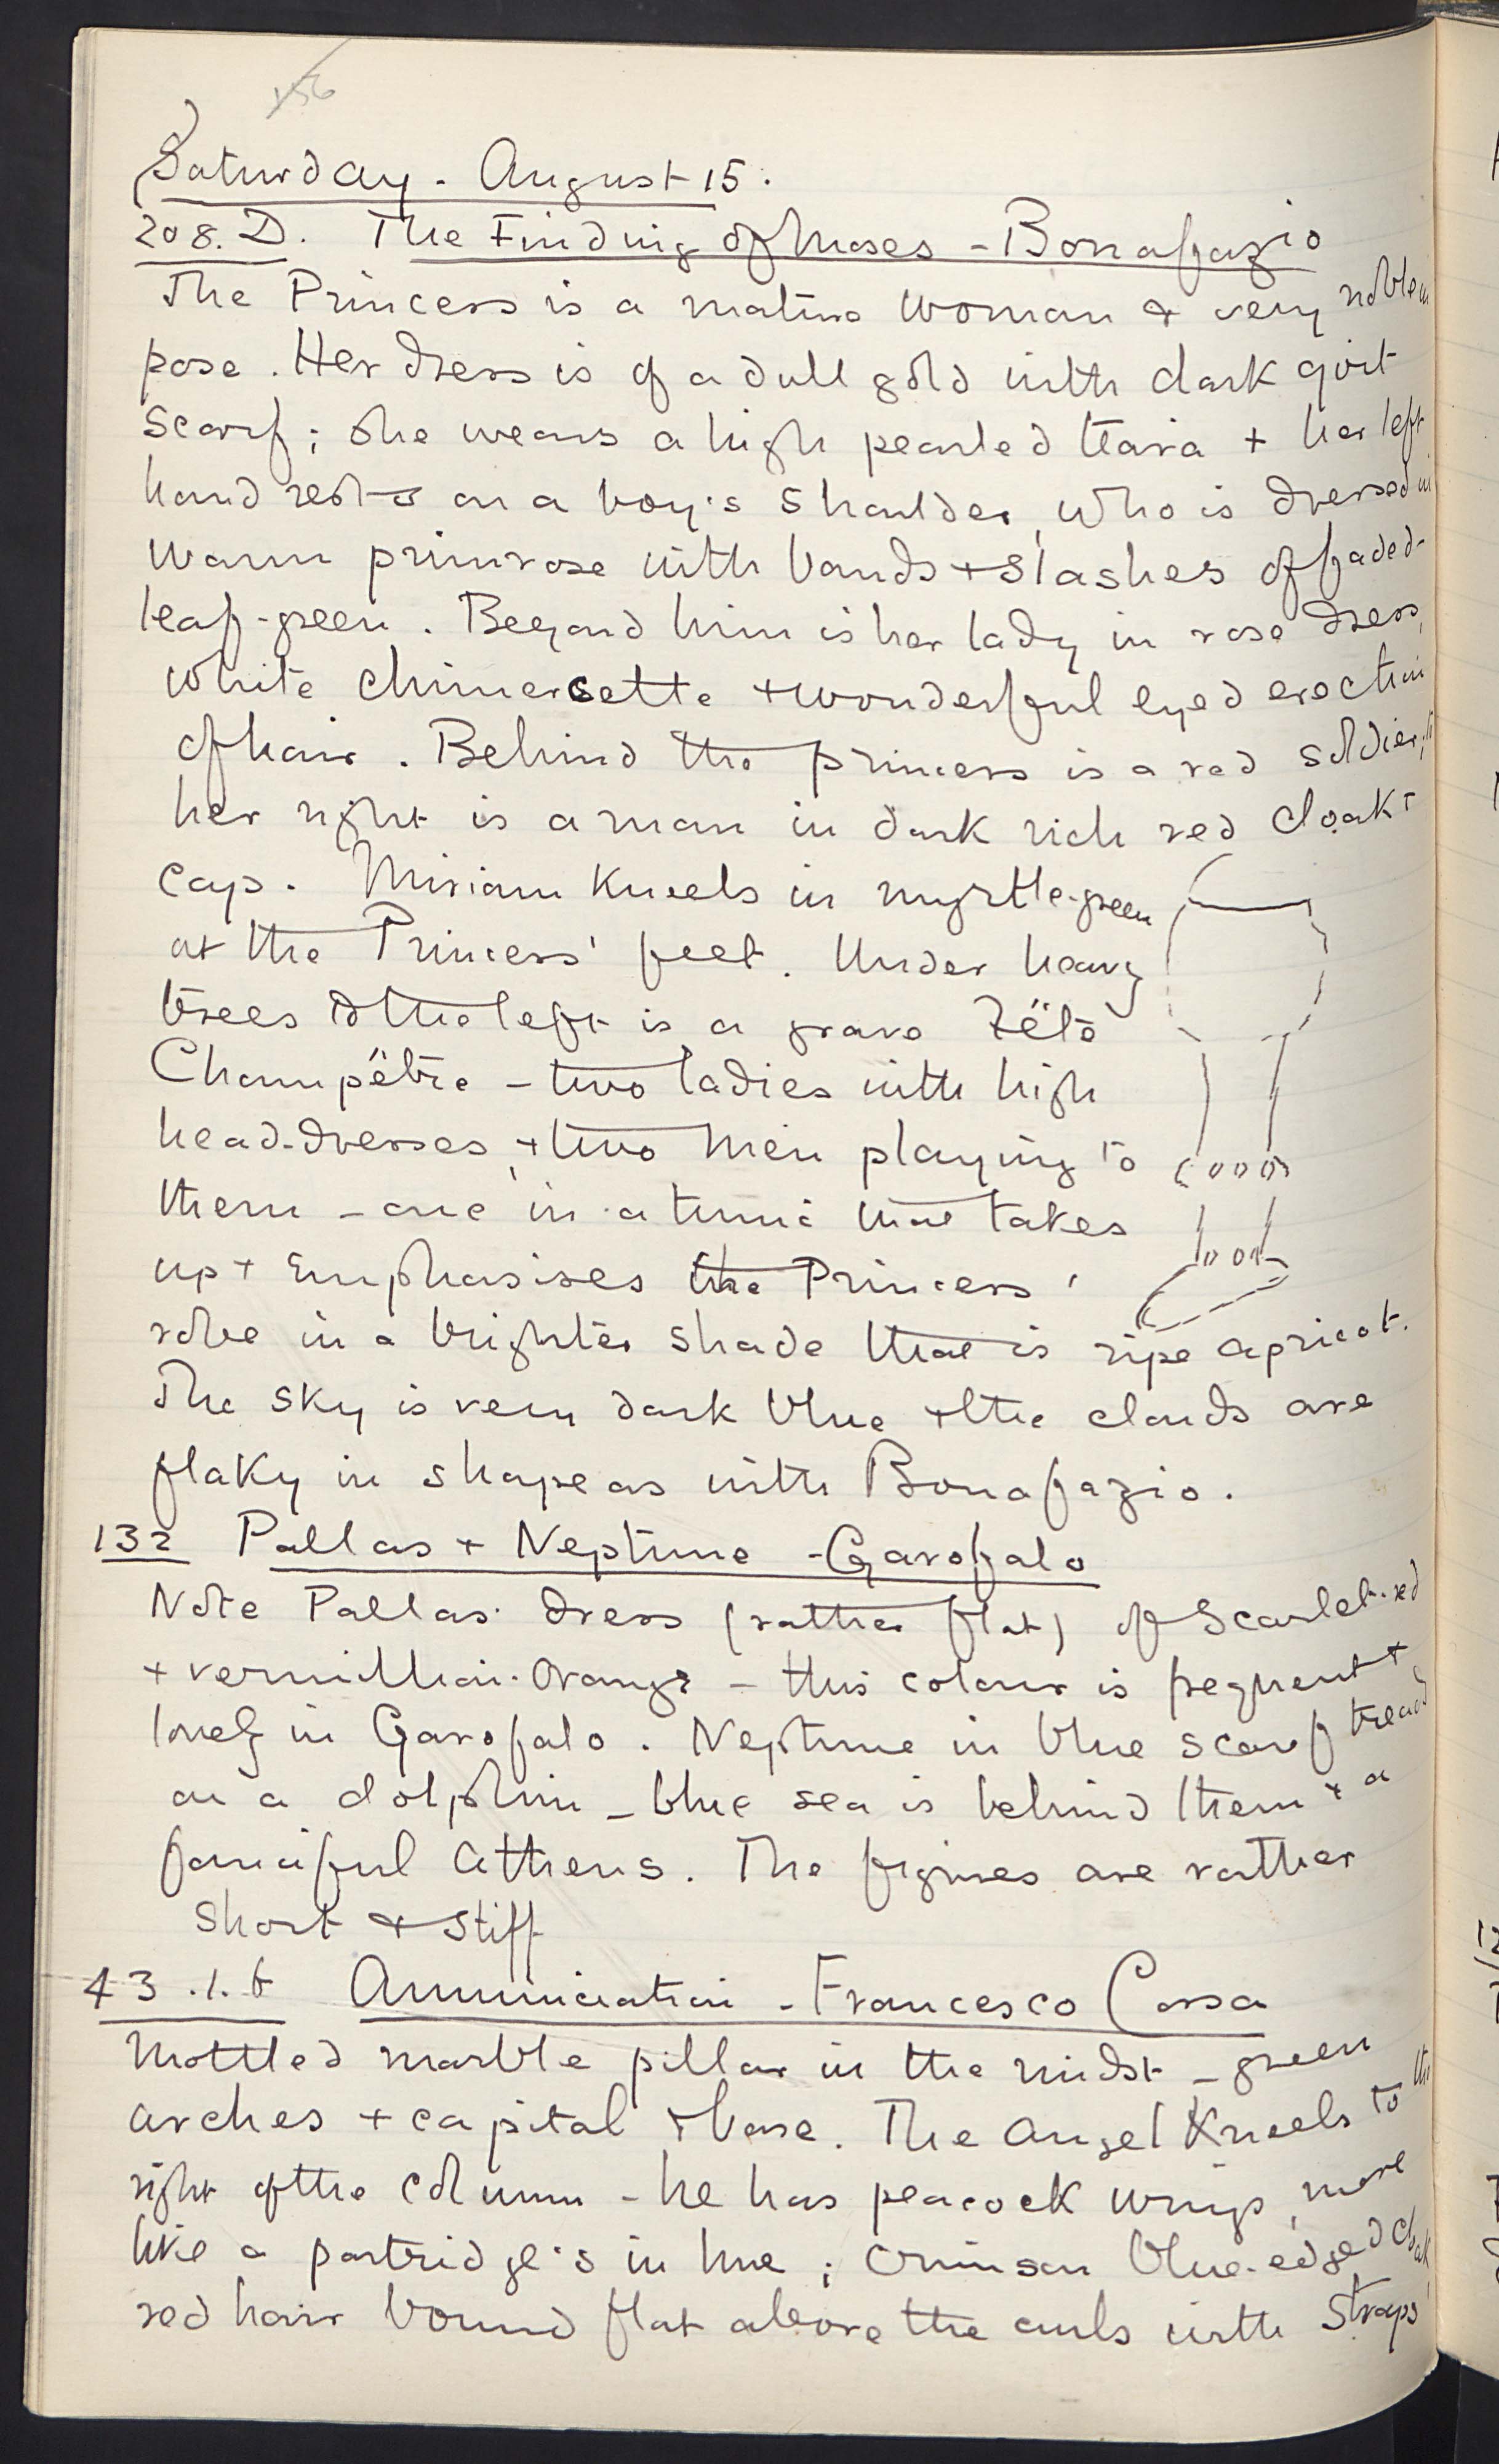 156
Saturday - August 15.
208. D. The Finding of Moses - Bonafazio
The Princess is a mature woman & very noble in
pose. Her dress is of a dull gold with dark girt
scarf; she wears a high pearled tiara + her left
hand rests on a boy's shoulder, who is dressed in
warm primrose with bands + slashes of faded-
leaf-green. Beyond him is her lady in rose dress,
white chimersette + wonderful eyed erection
of hair. Behind the princess is a red soldier; to
her right is a man in dark rich red cloak +
cap. Miriam kneels in myrtle-green
at the Princess' feet. Under heavy
trees to the left is a grave Fëte
Champëtre - two ladies with high
head-dresses, + two men playing to
them - one in a tunic that takes
up + emphasises the Princess'
robe in a brighter shade that is ripe apricot.
The sky is very dark blue + the clouds are
flaky in shape as with Bonafazio.
132 Pallas + Neptune - Garofalo
Note Pallas' dress (rather flat) of scarlet-red
+ vermillion-orange - this colour is frequent +
lovely in Garofalo. Neptune in blue scarf treads
on a dolphin - blue sea is behind them + a
fanciful Athens. The figures are rather
short & stiff
43.1.b Annunciation - Francesco Cossa
Mottled marble pillar in the midst - green
arches + capital + base. The angel kneels to the
right of the column - he has peacock wings, more
like a partridge's in hue; crimson blue-edged cloak,
red hair bound flat above the curls with straps